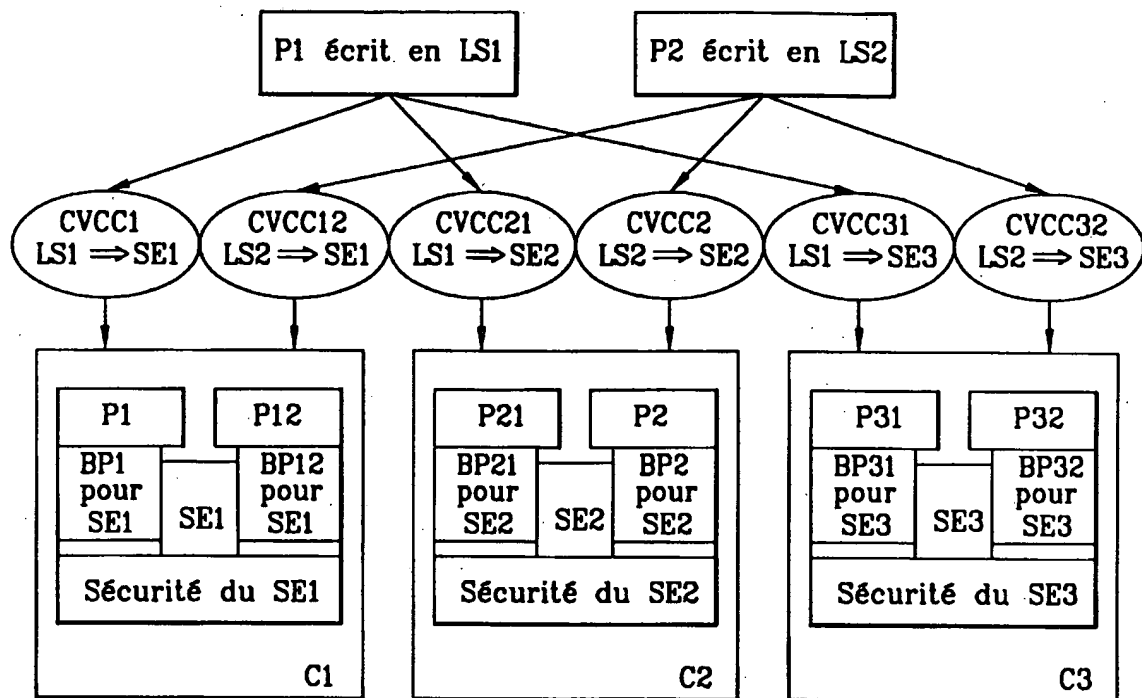 P1 écrit en LS1
P2 écrit en LS2
CVCC1
LS1 ⇒ SE1
CVCC12
LS2 ⇒ SE1
CVCC21
LS1 ⇒ SE2
CVCC2
LS2 ⇒ SE2
CVCC31
LS1 ⇒ SE3
CVCC32
LS2 ⇒ SE3
P1
P12
BP1
pour
SE1
SE1
BP12
pour
SE1
Sécurité du SE1
C1
P21
P2
BP21
pour
SE2
SE2
BP2
pour
SE2
Sécurité du SE2
C2
P31
P32
BP31
pour
SE3
SE3
BP32
pour
SE3
Sécurité du SE3
C3